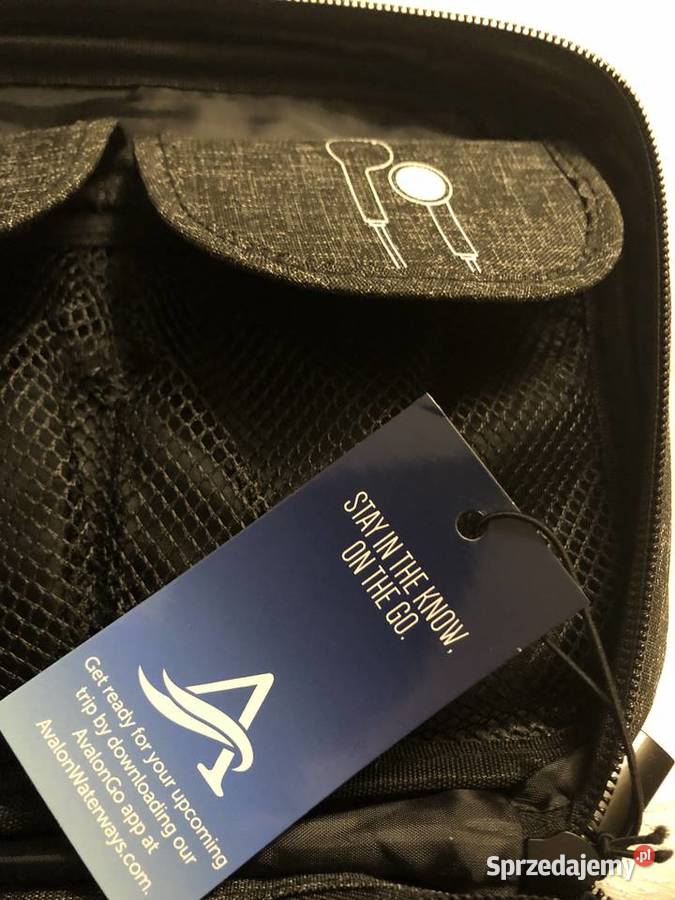 STAY IN THE KNOW,
ON THE GO.
Get ready for your upcoming
trip by downloading our
AvalonGo app at
AvalonWaterways.com.
Sprzedajemy.pl